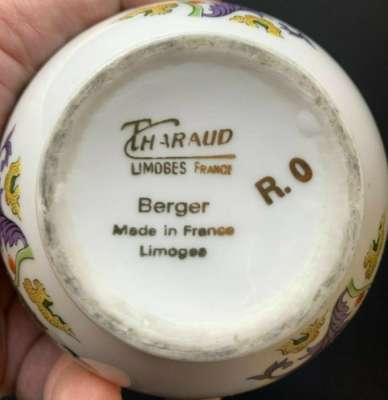 THARAUD
LIMOGES FRANCE
R.O
Berger
Made in France
Limoges